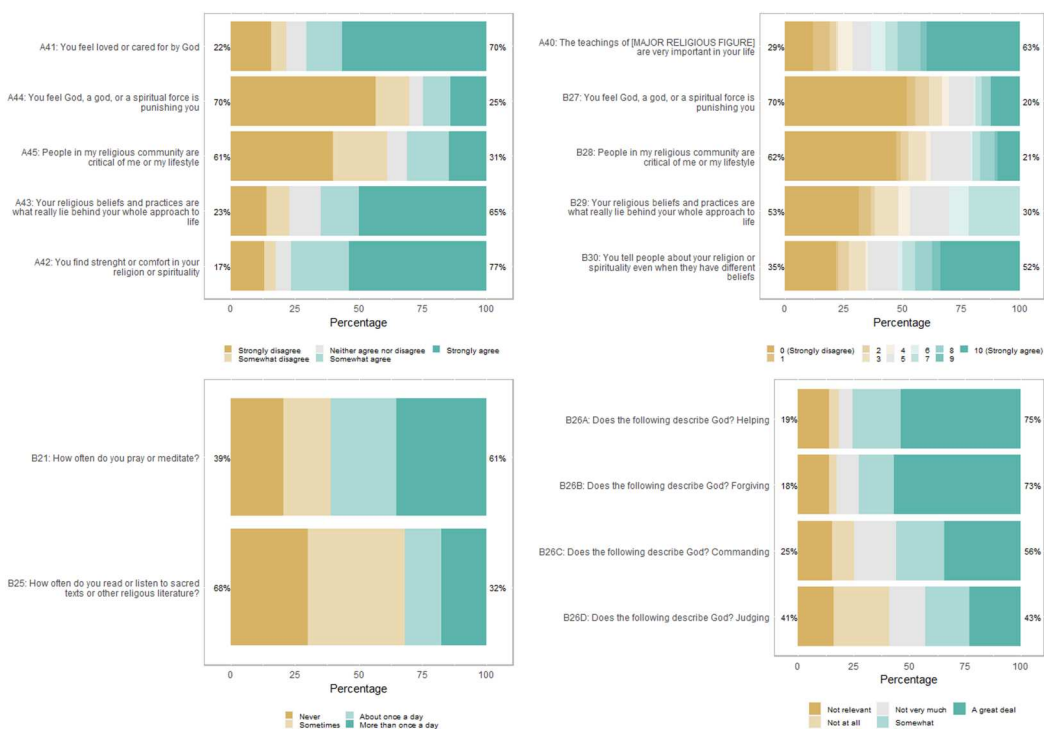 A41: You feel loved or cared for by God
22%
70%
A44: You feel God, a god, or a spiritual force is
punishing you
70%
25%
A45: People in my religious community are
critical of me or my lifestyle
61%
31%
A43: Your religious beliefs and practices are
what really lie behind your whole approach to
life
23%
65%
A42: You find strenght or comfort in your
religion or spirituality
17%
77%
0 25 50 75 100
Percentage
Strongly disagree Neither agree nor disagree Strongly agree
Somewhat disagree Somewhat agree
A40: The teachings of [MAJOR RELIGIOUS FIGURE]
are very important in your life
29%
63%
B27: You feel God, a god, or a spiritual force is
punishing you
70%
20%
B28: People in my religious community are
critical of me or my lifestyle
62%
21%
B29: Your religious beliefs and practices are
what really lie behind your whole approach to
life
53%
30%
B30: You tell people about your religion or
spirituality even when they have different
beliefs
35%
52%
0 25 50 75 100
Percentage
0 (Strongly disagree) 2 4 6 8 10 (Strongly agree)
1 3 5 7 9
B21: How often do you pray or meditate?
39%
61%
B25: How often do you read or listen to sacred
texts or other religous literature?
68%
32%
0 25 50 75 100
Percentage
Never About once a day
Sometimes More than once a day
B26A: Does the following describe God? Helping
19%
75%
B26B: Does the following describe God? Forgiving
18%
73%
B26C: Does the following describe God? Commanding
25%
56%
B26D: Does the following describe God? Judging
41%
43%
0 25 50 75 100
Percentage
Not relevant Not very much A great deal
Not at all Somewhat